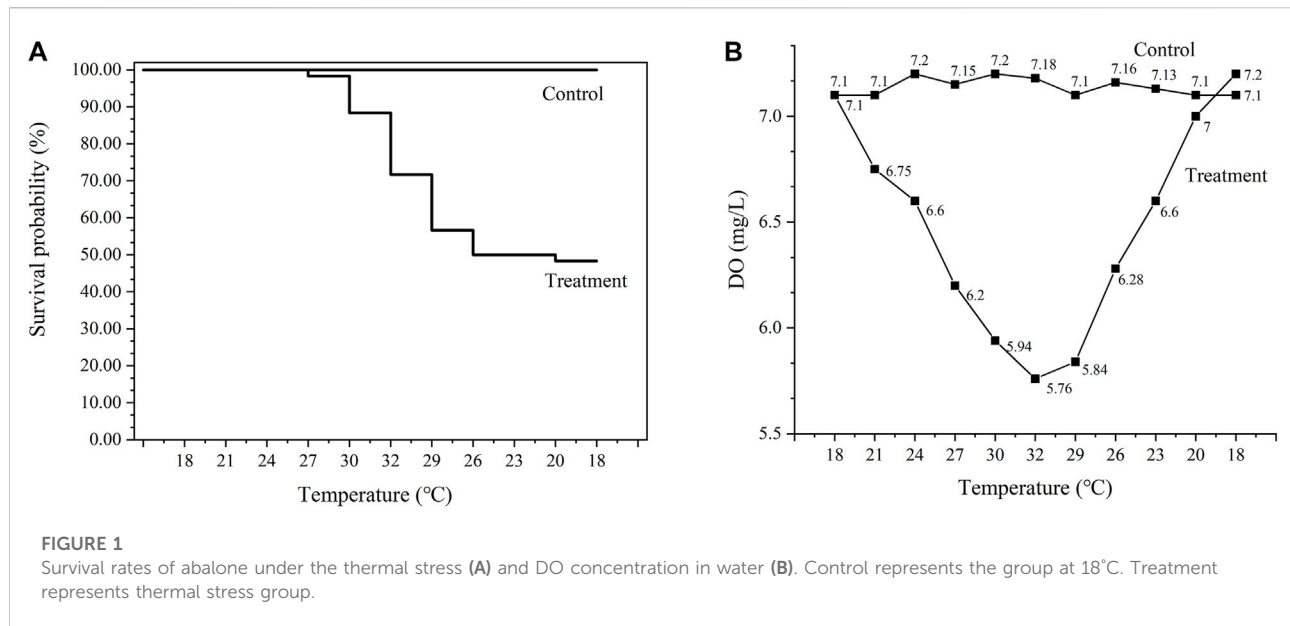 A
100.00
90.00
80.00
70.00
60.00
50.00
40.00
30.00
20.00
10.00
0.00
Survival probability (%)
Control
Treatment
18 21 24 27 30 32 29 26 23 20 18
Temperature (°C)
B
Control
7.1 7.1 7.2 7.15 7.2 7.18 7.1 7.16 7.13 7.1 7.2
7.1 7.1
7.0
6.5
6.0
5.5
DO (mg/L)
7
Treatment
6.75
6.6 6.6
6.2 6.28
5.94
5.76 5.84
18 21 24 27 30 32 29 26 23 20 18
Temperature (°C)
FIGURE 1
Survival rates of abalone under the thermal stress (A) and DO concentration in water (B). Control represents the group at 18°C. Treatment
represents thermal stress group.